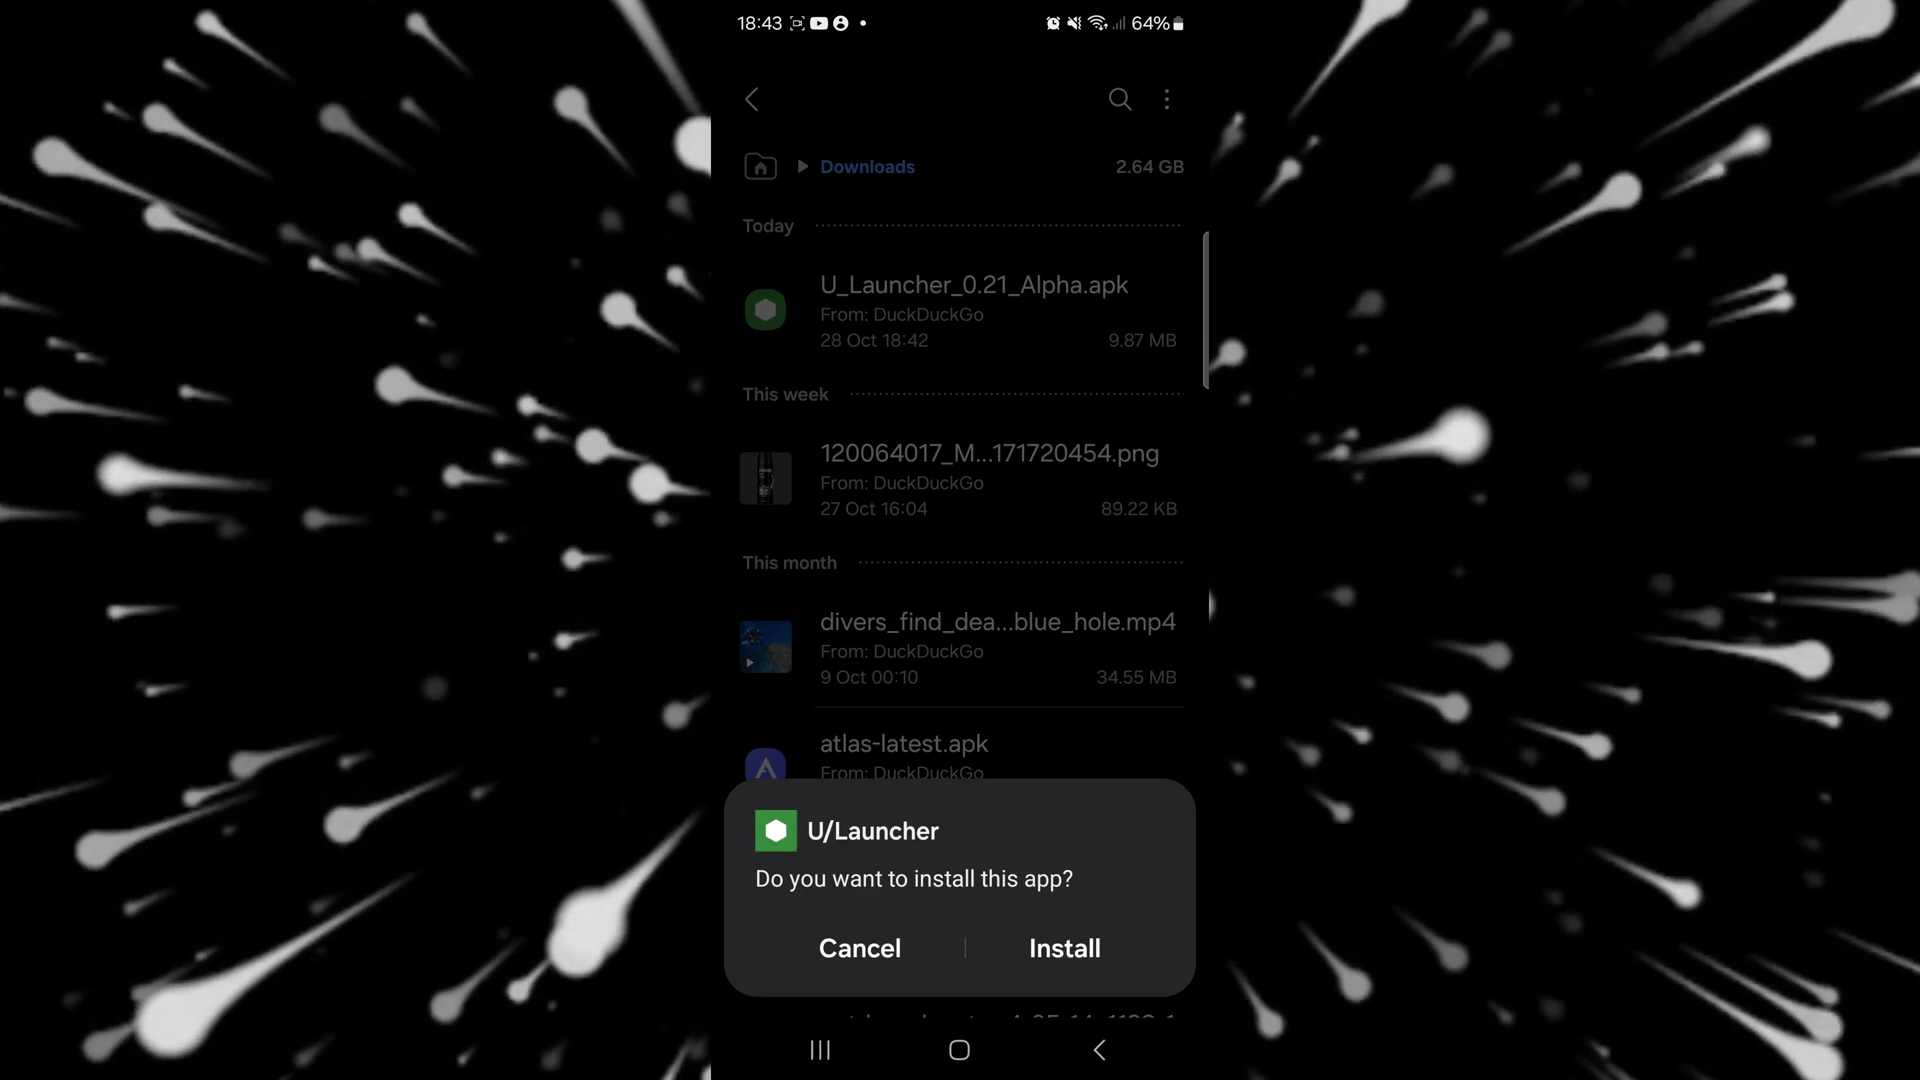 18:43
64%
Downloads
2.64 GB
Today
U_Launcher_0.21_Alpha.apk
From: DuckDuckGo
28 Oct 18:42
9.87 MB
This week
120064017_M...171720454.png
From: DuckDuckGo
27 Oct 16:04
89.22 KB
This month
divers_find_dea...blue_hole.mp4
From: DuckDuckGo
9 Oct 00:10
34.55 MB
atlas-latest.apk
From: DuckDuckGo
U/Launcher
Do you want to install this app?
Cancel
Install